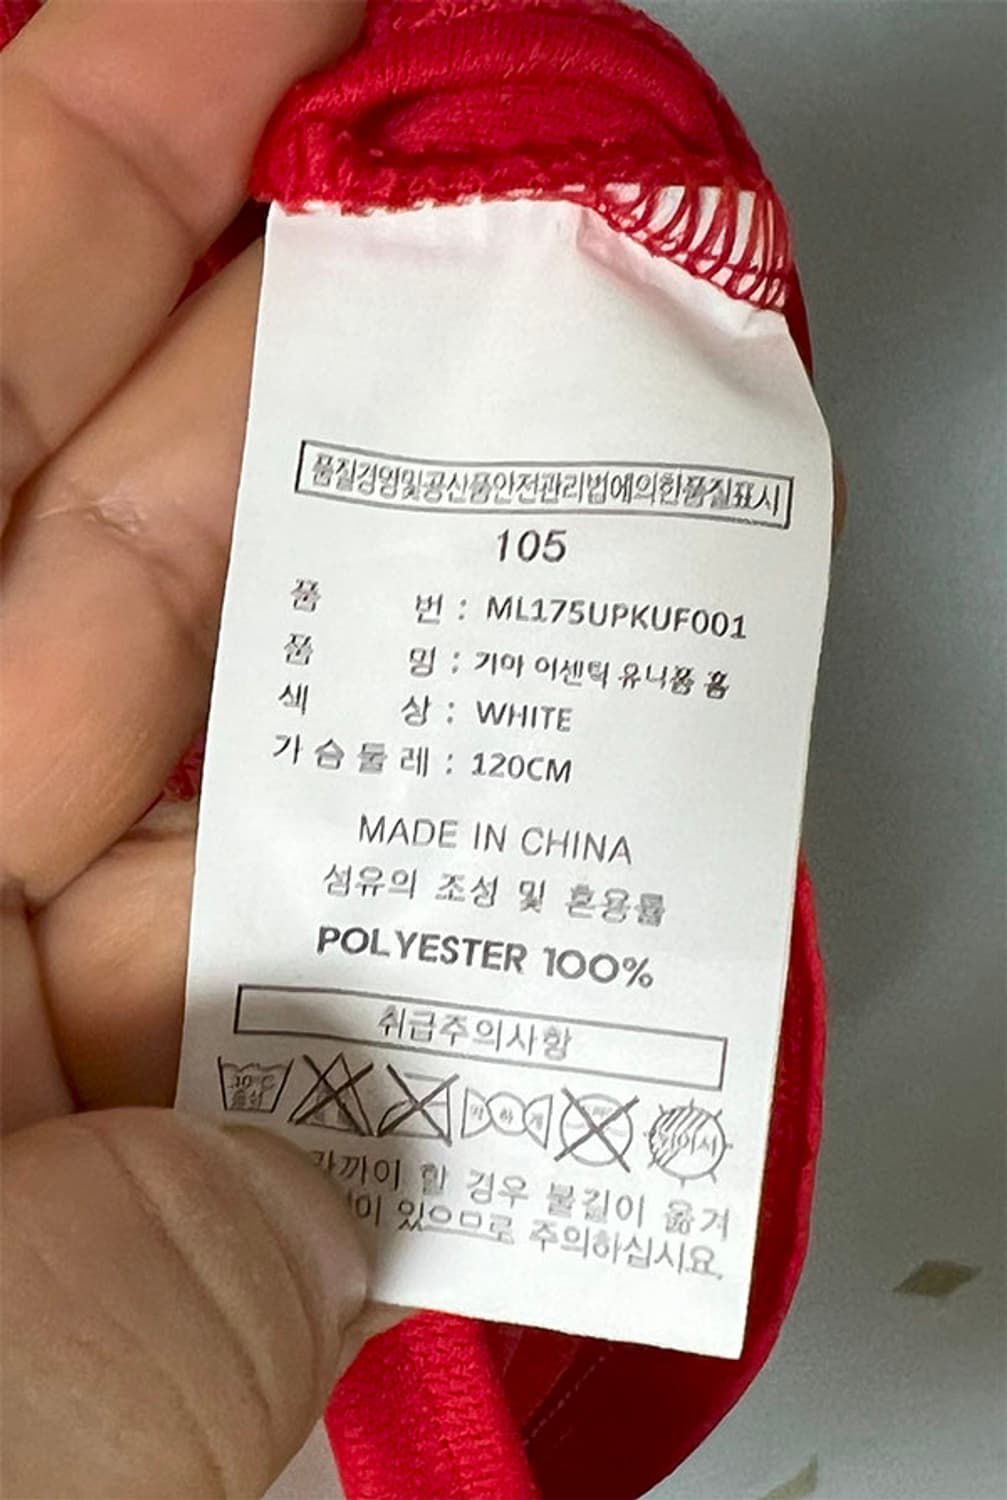 품질경영및공산품안전관리법에의한품질표시
105
품 번 : ML175UPKUF001
품 명 : 기아 어센틱 유니폼 홈
색 상 : WHITE
가슴둘레 : 120CM
MADE IN CHINA
섬유의 조성 및 혼용률
POLYESTER 100%
취급주의사항
30°C 중성
약 하 게
뉘어서
가까이 할 경우 불길이 옮겨
있으므로 주의하십시요.